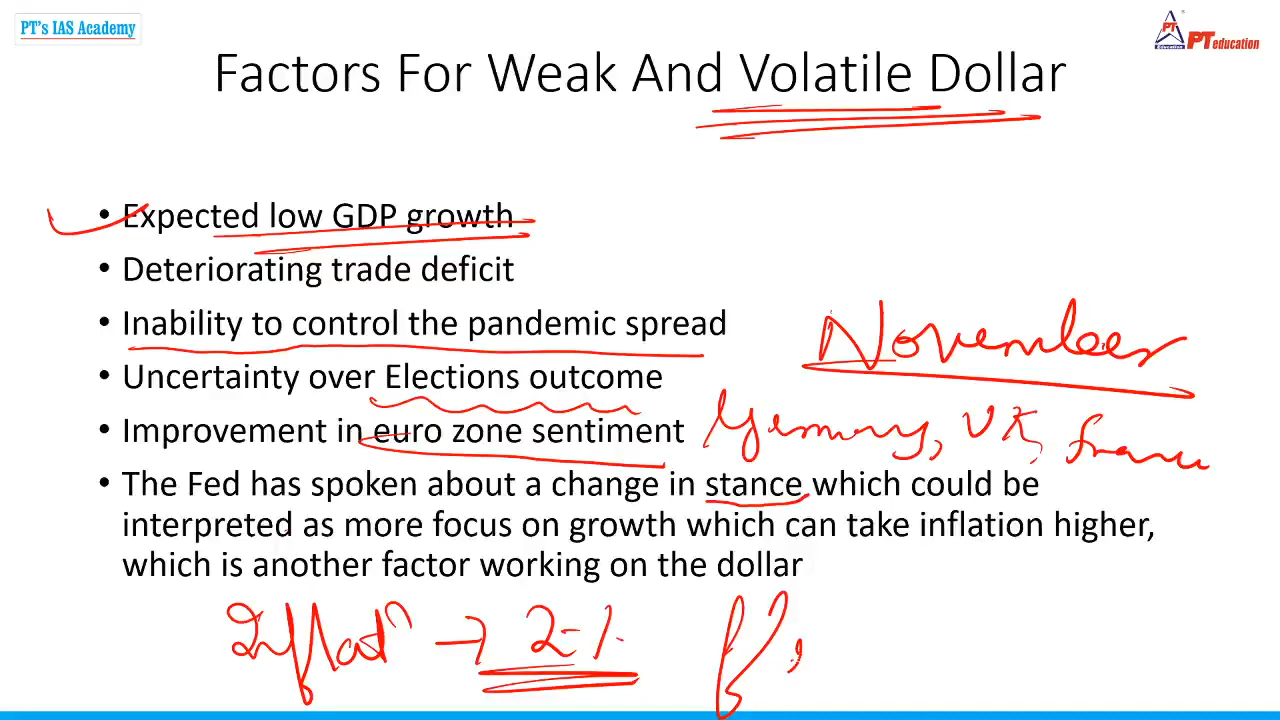 PT's IAS Academy
PT
Education
PT education
Factors For Weak And Volatile Dollar
• Expected low GDP growth
• Deteriorating trade deficit
• Inability to control the pandemic spread
November
• Uncertainty over Elections outcome
• Improvement in euro zone sentiment
Germany, UK, France
• The Fed has spoken about a change in stance which could be
interpreted as more focus on growth which can take inflation higher,
which is another factor working on the dollar
Inflatn → 2%